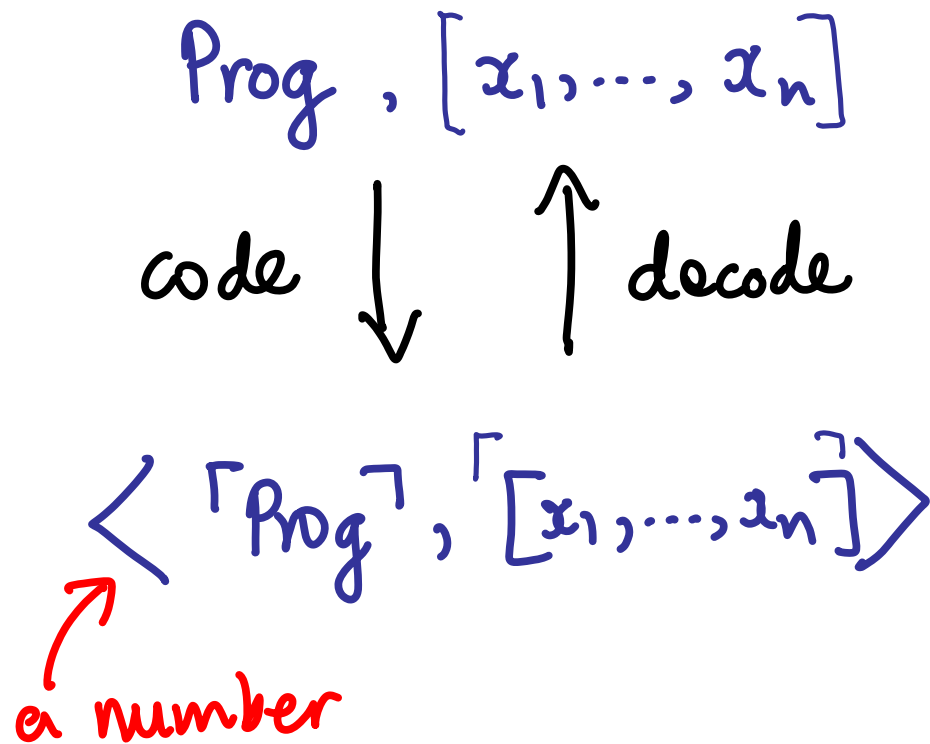 Prog , [x₁,...,xₙ]
code decode
<⌜Prog⌝, ⌜[x₁,...,xₙ]⌝>
a number